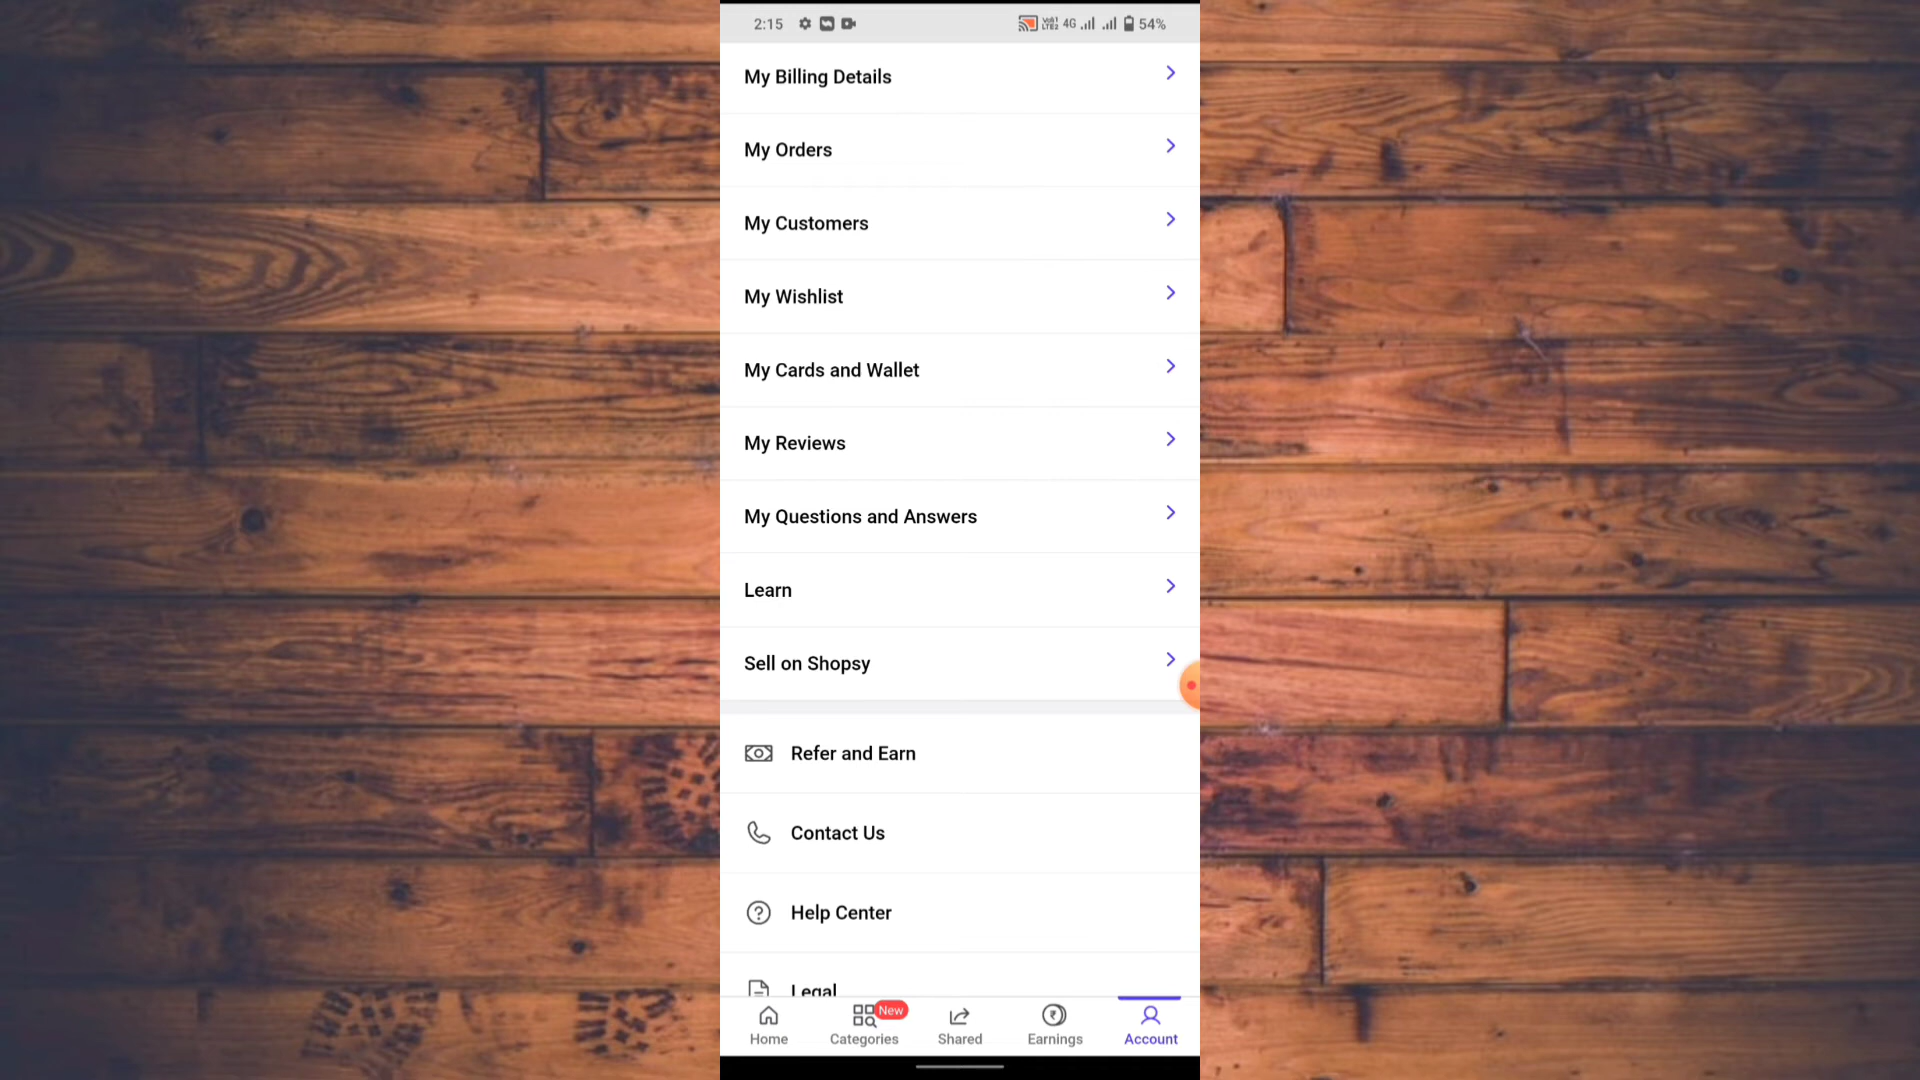 2:15
4G
54%
My Billing Details
My Orders
My Customers
My Wishlist
My Cards and Wallet
My Reviews
My Questions and Answers
Learn
Sell on Shopsy
Refer and Earn
Contact Us
Help Center
Legal
New
Home
Categories
Shared
Earnings
Account